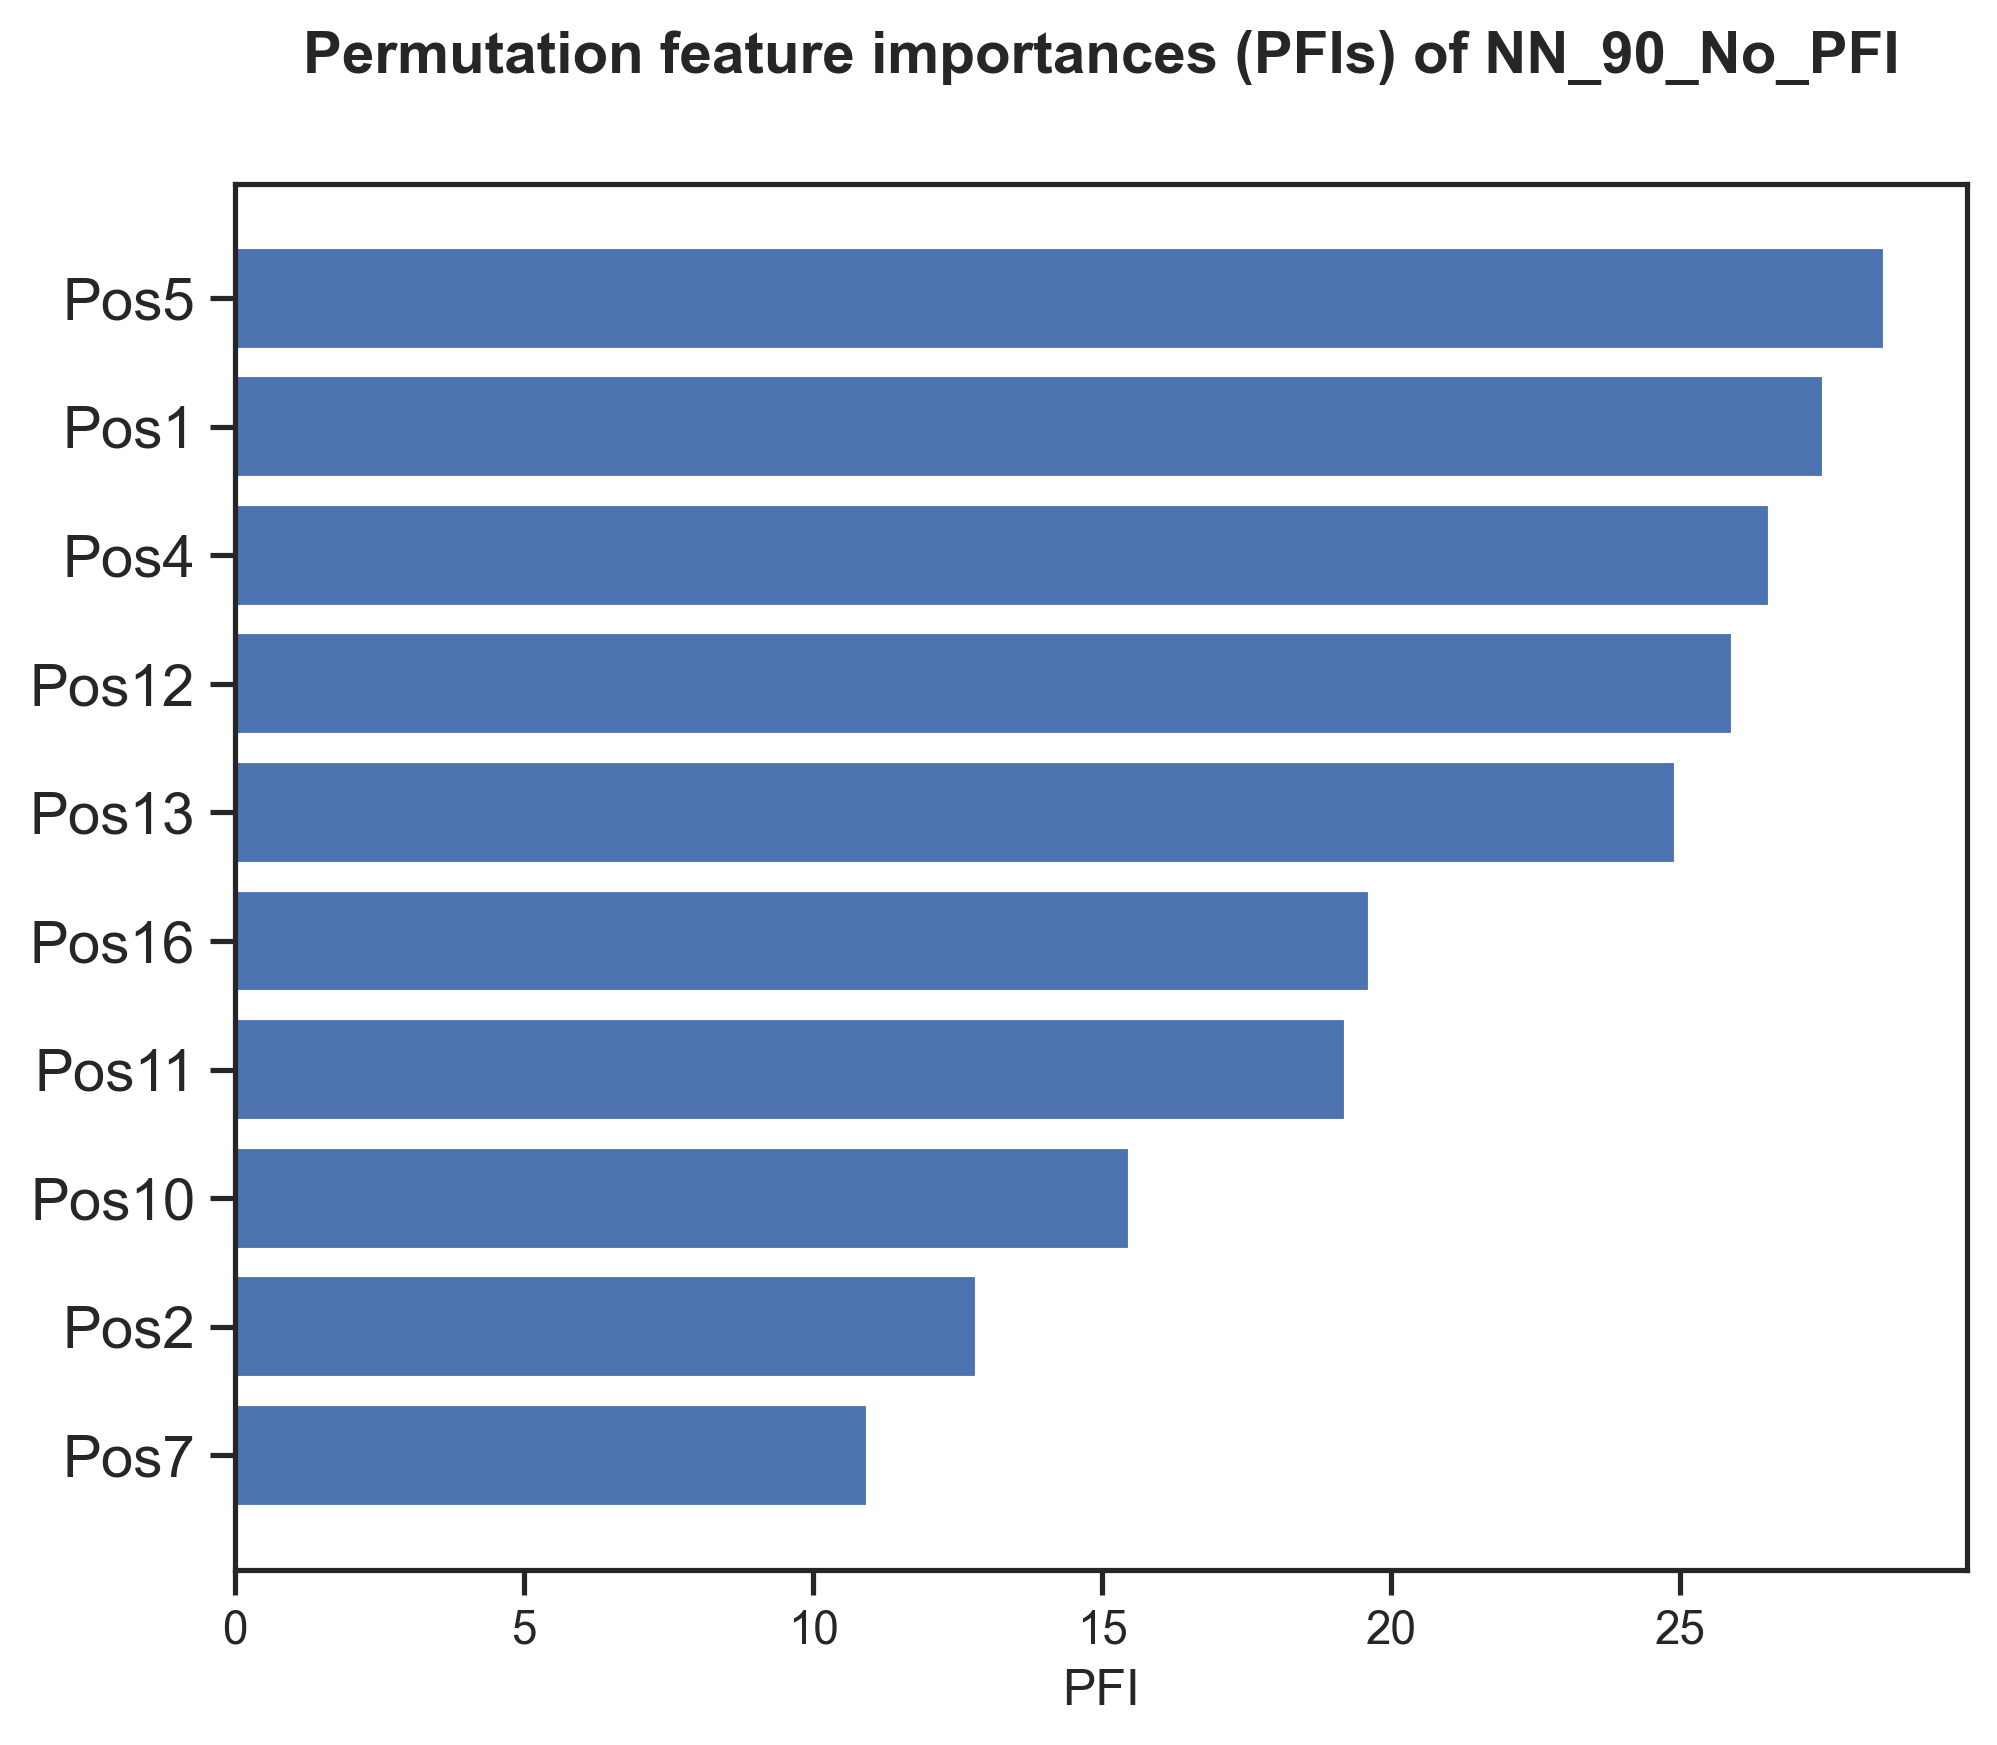 Permutation feature importances (PFIs) of NN_90_No_PFI
Pos5
Pos1
Pos4
Pos12
Pos13
Pos16
Pos11
Pos10
Pos2
Pos7
0 5 10 15 20 25
PFI